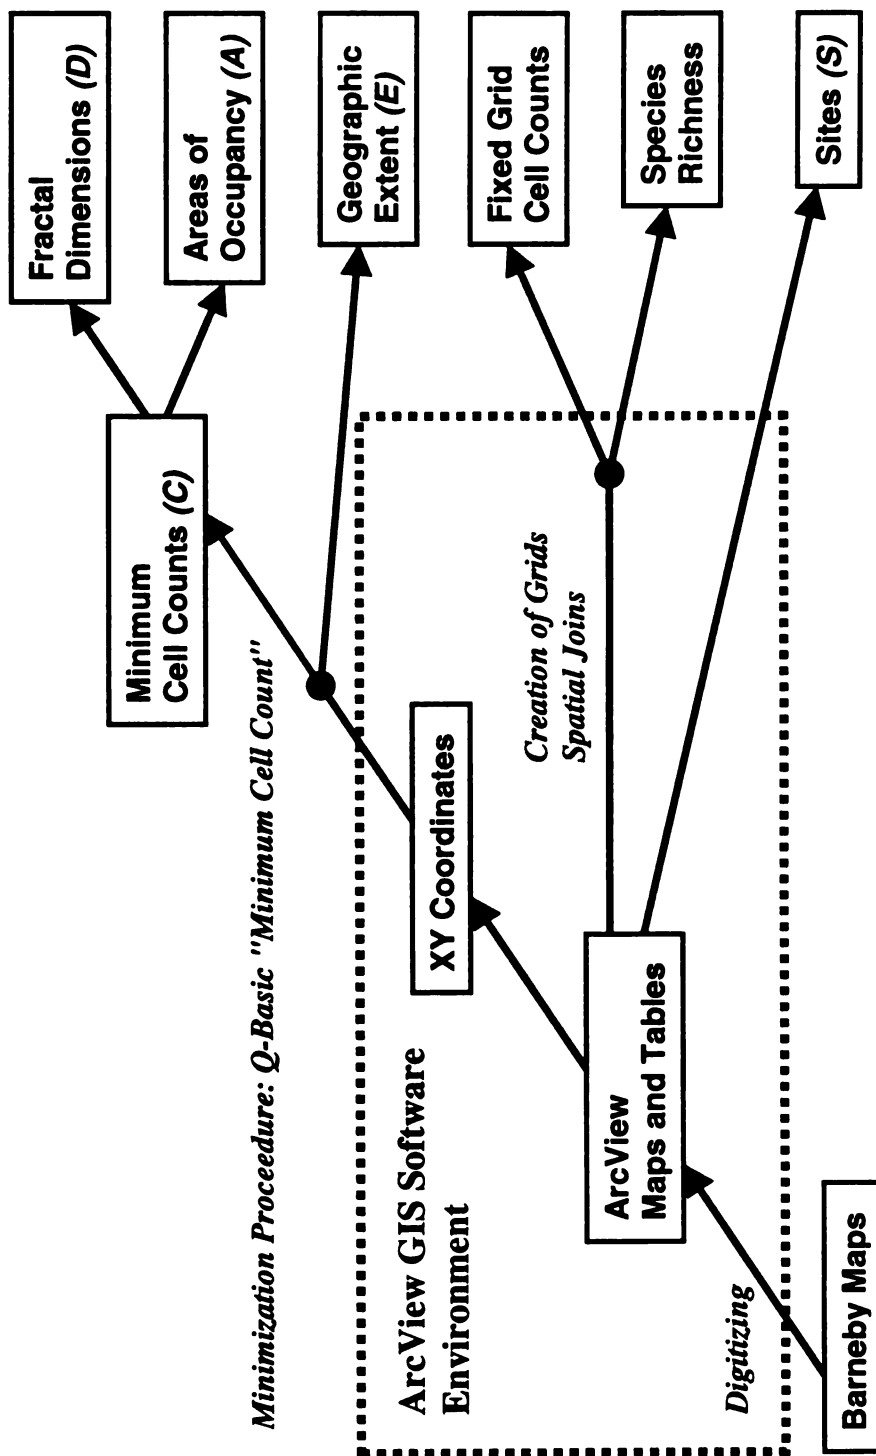 Fractal
Dimensions (D)
Minimum
Cell Counts (C)
Areas of
Occupancy (A)
Minimization Proceedure: Q-Basic "Minimum Cell Count"
Geographic
Extent (E)
ArcView GIS Software
Environment
XY Coordinates
Creation of Grids
Spatial Joins
Fixed Grid
Cell Counts
ArcView
Maps and Tables
Species
Richness
Digitizing
Sites (S)
Barneby Maps